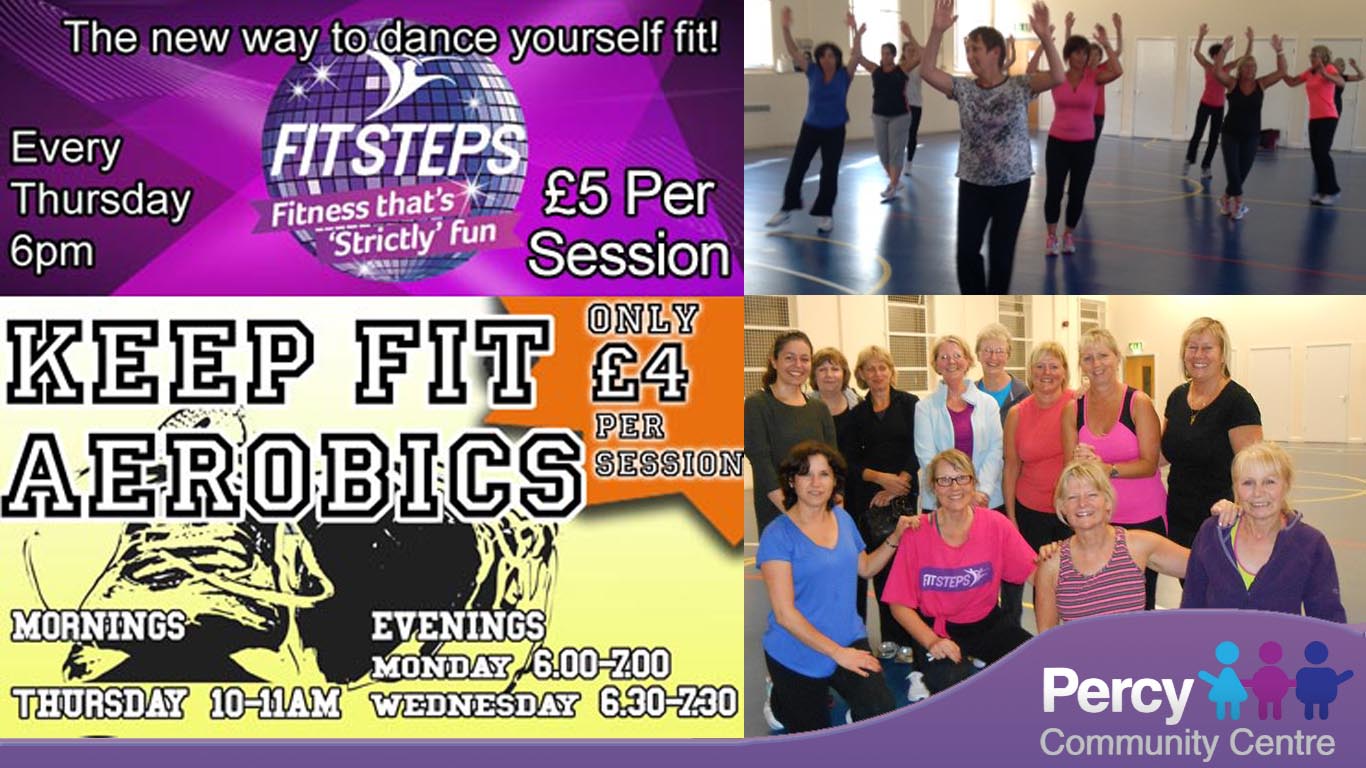 The new way to dance yourself fit!
Every
Thursday
6pm
FITSTEPS
Fitness that's
'Strictly' fun
£5 Per
Session
KEEP FIT
AEROBICS
ONLY
£4
PER
SESSION
MORNINGS
THURSDAY 10-11AM
EVENINGS
MONDAY 6.00-7.00
WEDNESDAY 6.30-7.30
FITSTEPS
Percy
Community Centre